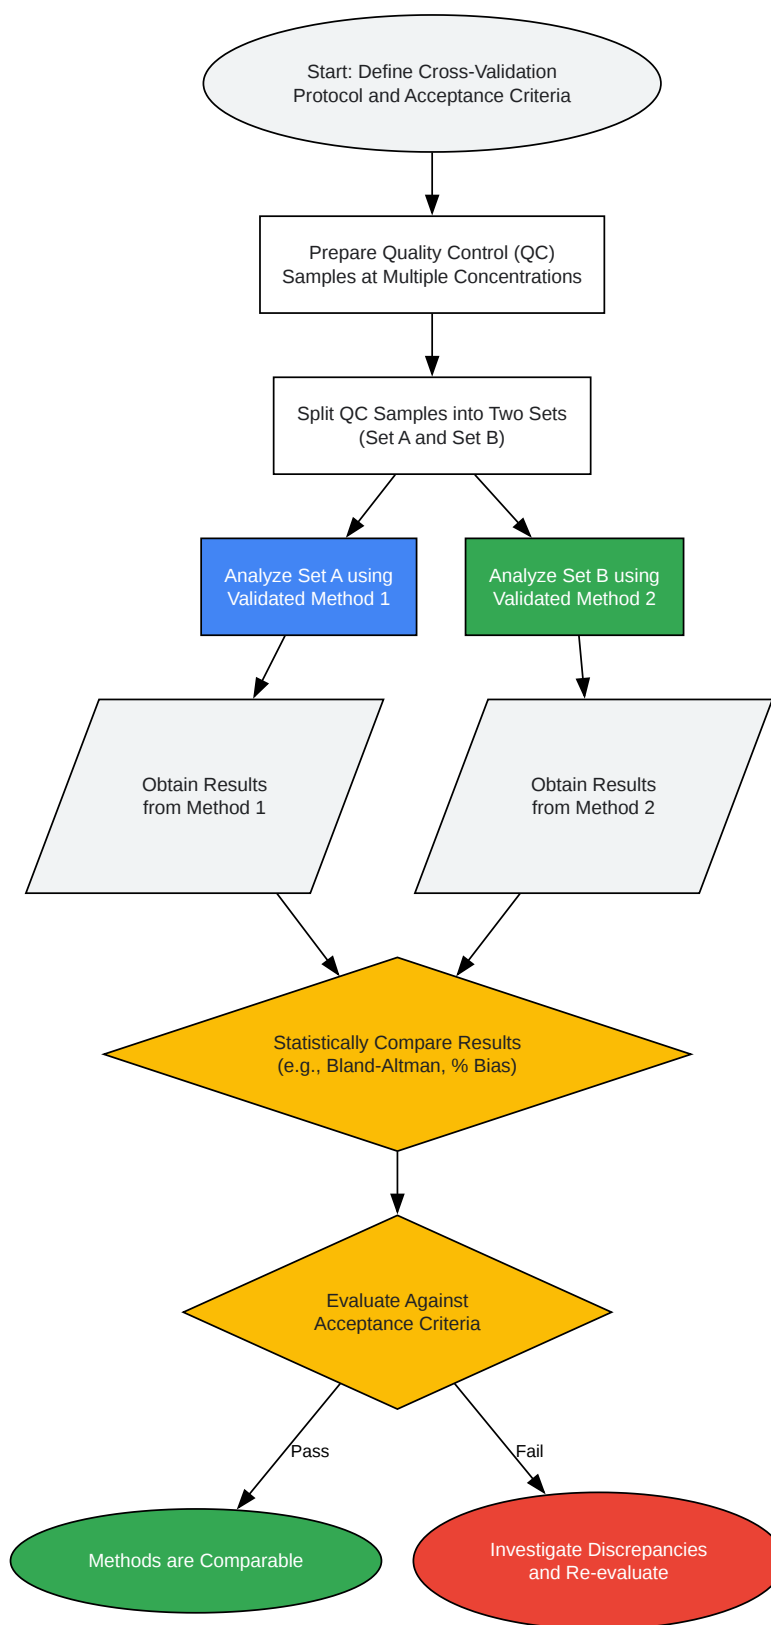 Start: Define Cross-Validation
Protocol and Acceptance Criteria
Prepare Quality Control (QC)
Samples at Multiple Concentrations
Split QC Samples into Two Sets
(Set A and Set B)
Analyze Set A using
Validated Method 1
Analyze Set B using
Validated Method 2
Obtain Results
from Method 1
Obtain Results
from Method 2
Statistically Compare Results
(e.g., Bland-Altman, % Bias)
Evaluate Against
Acceptance Criteria
Pass
Fail
Methods are Comparable
Investigate Discrepancies
and Re-evaluate